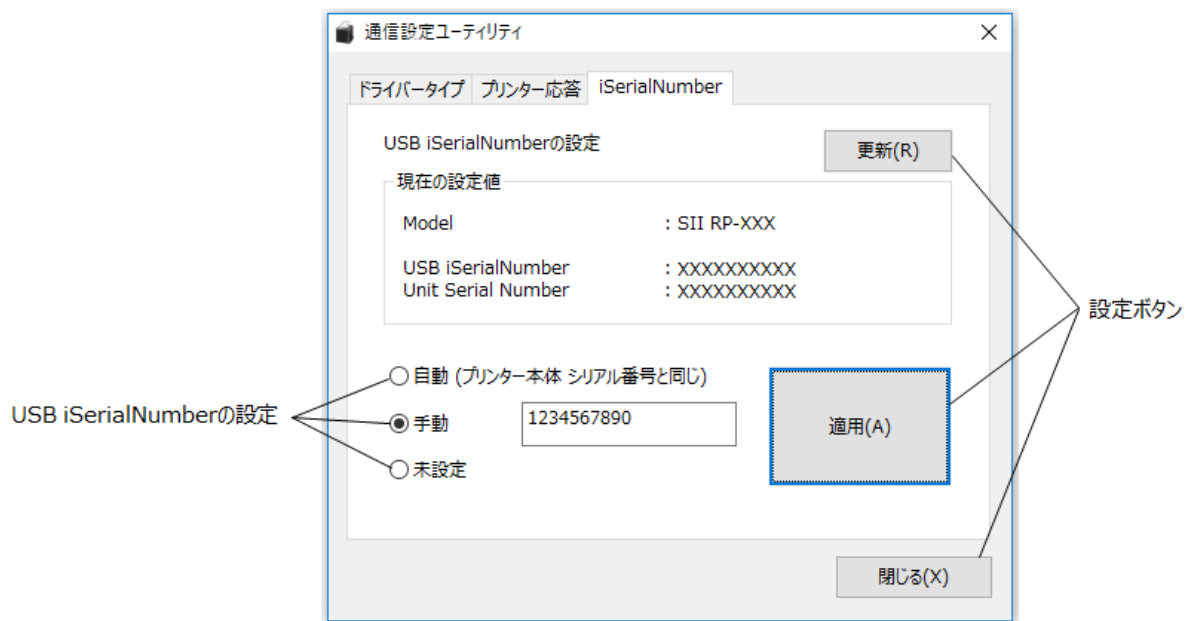 通信設定ユーティリティ
ドライバータイプ プリンター応答 iSerialNumber
USB iSerialNumberの設定
更新(R)
現在の設定値
Model : SII RP-XXX
USB iSerialNumber : XXXXXXXXXX
Unit Serial Number : XXXXXXXXXX
設定ボタン
自動 (プリンター本体 シリアル番号と同じ)
USB iSerialNumberの設定
手動 1234567890
適用(A)
未設定
閉じる(X)